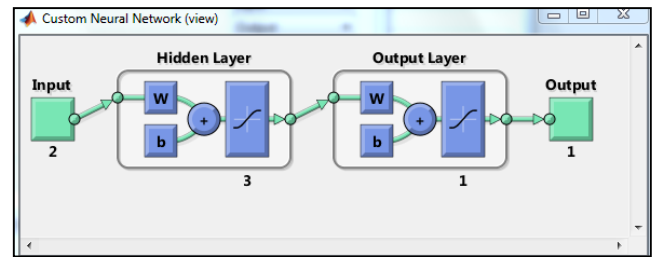 Custom Neural Network (view)
Hidden Layer
Output Layer
Input
Output
W
b
+
W
b
+
2
3
1
1